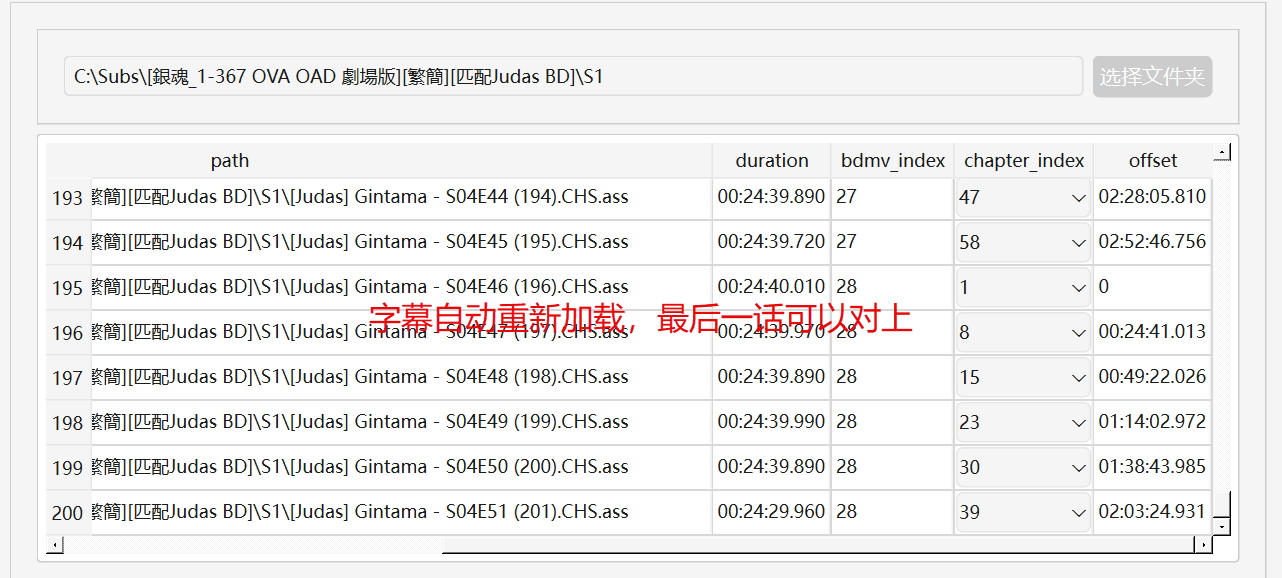 C:\Subs\[銀魂_1-367 OVA OAD 劇場版][繁簡][匹配Judas BD]\S1 选择文件夹
path duration bdmv_index chapter_index offset
193 繁簡][匹配Judas BD]\S1\[Judas] Gintama - S04E44 (194).CHS.ass 00:24:39.890 27 47 02:28:05.810
194 繁簡][匹配Judas BD]\S1\[Judas] Gintama - S04E45 (195).CHS.ass 00:24:39.720 27 58 02:52:46.756
195 繁簡][匹配Judas BD]\S1\[Judas] Gintama - S04E46 (196).CHS.ass 00:24:40.010 28 1 0
字幕自动重新加载，最后一话可以对上
196 繁簡][匹配Judas BD]\S1\[Judas] Gintama - S04E47 (197).CHS.ass 00:24:39.970 28 8 00:24:41.013
197 繁簡][匹配Judas BD]\S1\[Judas] Gintama - S04E48 (198).CHS.ass 00:24:39.890 28 15 00:49:22.026
198 繁簡][匹配Judas BD]\S1\[Judas] Gintama - S04E49 (199).CHS.ass 00:24:39.990 28 23 01:14:02.972
199 繁簡][匹配Judas BD]\S1\[Judas] Gintama - S04E50 (200).CHS.ass 00:24:39.890 28 30 01:38:43.985
200 繁簡][匹配Judas BD]\S1\[Judas] Gintama - S04E51 (201).CHS.ass 00:24:29.960 28 39 02:03:24.931